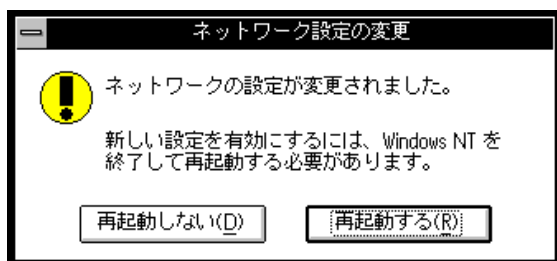 ネットワーク設定の変更
ネットワークの設定が変更されました。
新しい設定を有効にするには、Windows NT を
終了して再起動する必要があります。
再起動しない(D)
再起動する(R)